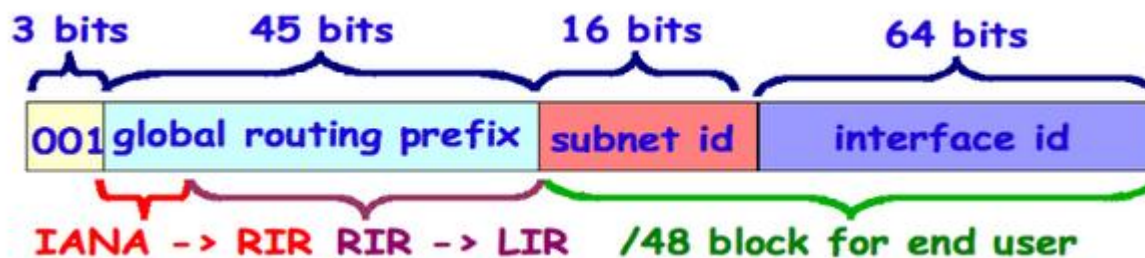 3 bits 45 bits 16 bits 64 bits
001 global routing prefix subnet id interface id
IANA -> RIR RIR -> LIR /48 block for end user